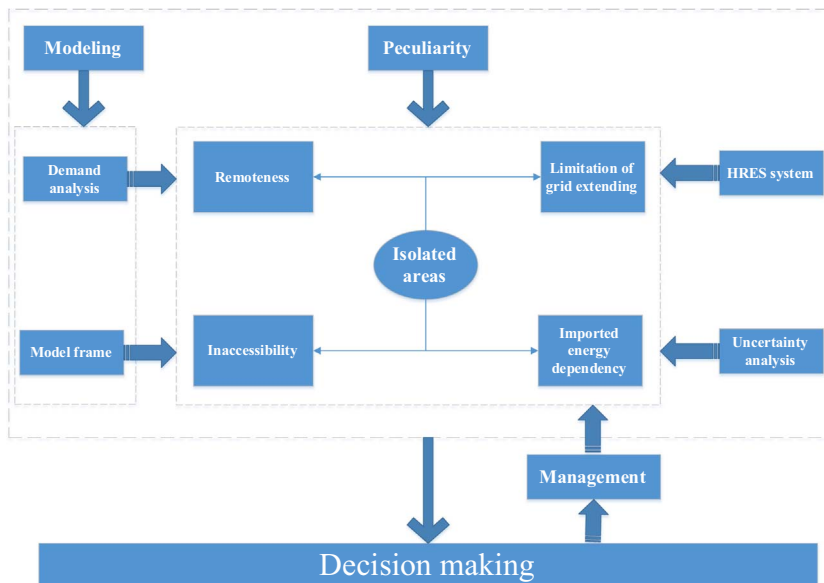 Modeling
Peculiarity
Demand
analysis
Remoteness
Limitation of
grid extending
HRES system
Isolated
areas
Model frame
Inaccessibility
Imported
energy
dependency
Uncertainty
analysis
Management
Decision making